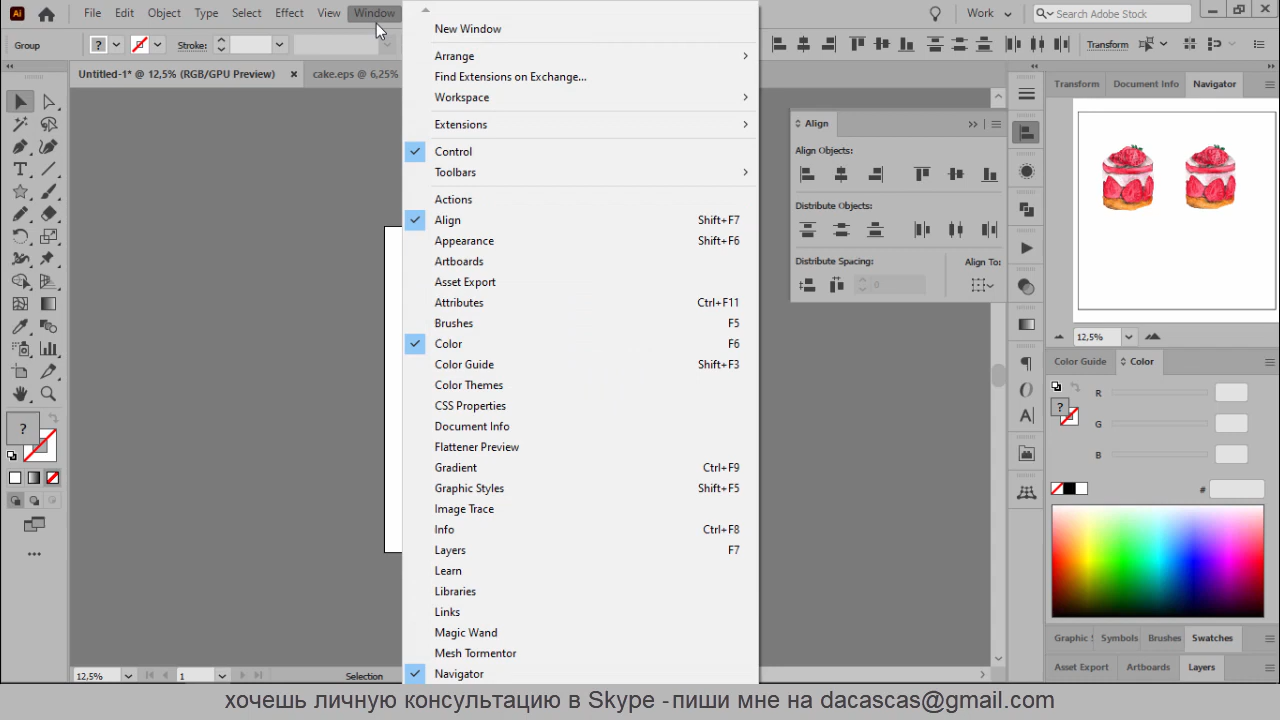 Ai File Edit Object Type Select Effect View Window
Work Search Adobe Stock
Group ? Stroke: Transform
Untitled-1* @ 12,5% (RGB/GPU Preview) × cake.eps @ 6,25%
New Window
Arrange
Find Extensions on Exchange...
Workspace
Extensions
Control
Toolbars
Actions
Align Shift+F7
Appearance Shift+F6
Artboards
Asset Export
Attributes Ctrl+F11
Brushes F5
Color F6
Color Guide Shift+F3
Color Themes
CSS Properties
Document Info
Flattener Preview
Gradient Ctrl+F9
Graphic Styles Shift+F5
Image Trace
Info Ctrl+F8
Layers F7
Learn
Libraries
Links
Magic Wand
Mesh Tormentor
Navigator
Align
Align Objects:
Distribute Objects:
Distribute Spacing: Align To:
0
Transform Document Info Navigator
12,5%
Color Guide Color
?
R
G
B
#
Graphic S Symbols Brushes Swatches
Asset Export Artboards Layers
?
12,5% 1 Selection
хочешь личную консультацию в Skype -пиши мне на dacascas@gmail.com